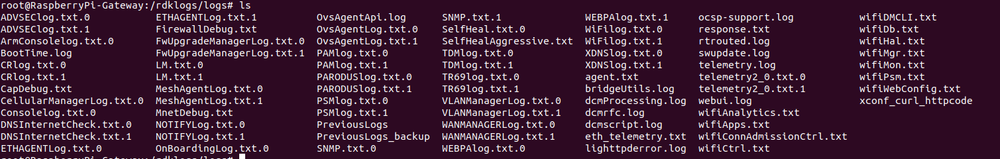 root@RaspberryPi-Gateway:/rdklogs/logs# ls
ADVSEClog.txt.0 ETHAGENTLog.txt.1 OvsAgentApi.log SNMP.txt.1 WEBPAlog.txt.1 ocsp-support.log wifiDMCLI.txt
ADVSEClog.txt.1 FirewallDebug.txt OvsAgentLog.txt.0 SelfHeal.txt.0 WiFilog.txt.0 response.txt wifiDb.txt
ArmConsolelog.txt.0 FwUpgradeManagerLog.txt.0 OvsAgentLog.txt.1 SelfHealAggressive.txt WiFilog.txt.1 rtrouted.log wifiHal.txt
BootTime.log FwUpgradeManagerLog.txt.1 PAMlog.txt.0 TDMlog.txt.0 XDNSlog.txt.0 swupdate.log wifiMgr.txt
CRlog.txt.0 LM.txt.0 PAMlog.txt.1 TDMlog.txt.1 XDNSlog.txt.1 telemetry.log wifiMon.txt
CRlog.txt.1 LM.txt.1 PARODUSlog.txt.0 TR69log.txt.0 agent.txt telemetry2_0.txt.0 wifiPsm.txt
CapDebug.txt MeshAgentLog.txt.0 PARODUSlog.txt.1 TR69log.txt.1 bridgeUtils.log telemetry2_0.txt.1 wifiWebConfig.txt
CellularManagerLog.txt.0 MeshAgentLog.txt.1 PSMlog.txt.0 VLANManagerLog.txt.0 dcmProcessing.log webui.log xconf_curl_httpcode
Consolelog.txt.0 MnetDebug.txt PSMlog.txt.1 VLANManagerLog.txt.1 dcmrfc.log wifiAnalytics.txt
DNSInternetCheck.txt.0 NOTIFYLog.txt.0 PreviousLogs WANMANAGERLog.txt.0 dcmscript.log wifiApps.txt
DNSInternetCheck.txt.1 NOTIFYLog.txt.1 PreviousLogs_backup WANMANAGERLog.txt.1 eth_telemetry.txt wifiConnAdmissionCtrl.txt
ETHAGENTLog.txt.0 OnBoardingLog.txt.0 SNMP.txt.0 WEBPAlog.txt.0 lighttpderror.log wifiCtrl.txt
root@RaspberryPi-Gateway:/rdklogs/logs#